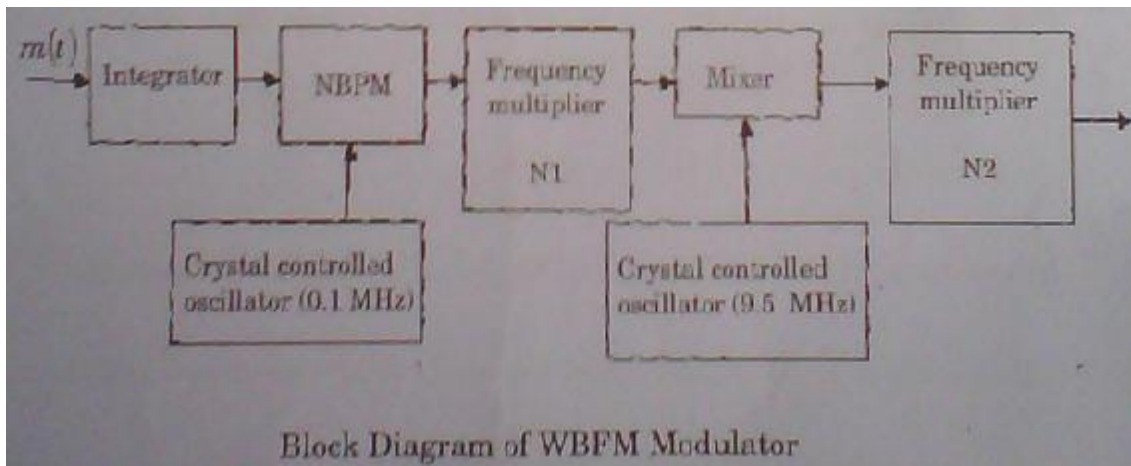 m(t)
Integrator
NBPM
Frequency
multiplier
N1
Mixer
Frequency
multiplier
N2
Crystal controlled
oscillator (0.1 MHz)
Crystal controlled
oscillator (9.5 MHz)
Block Diagram of WBFM Modulator